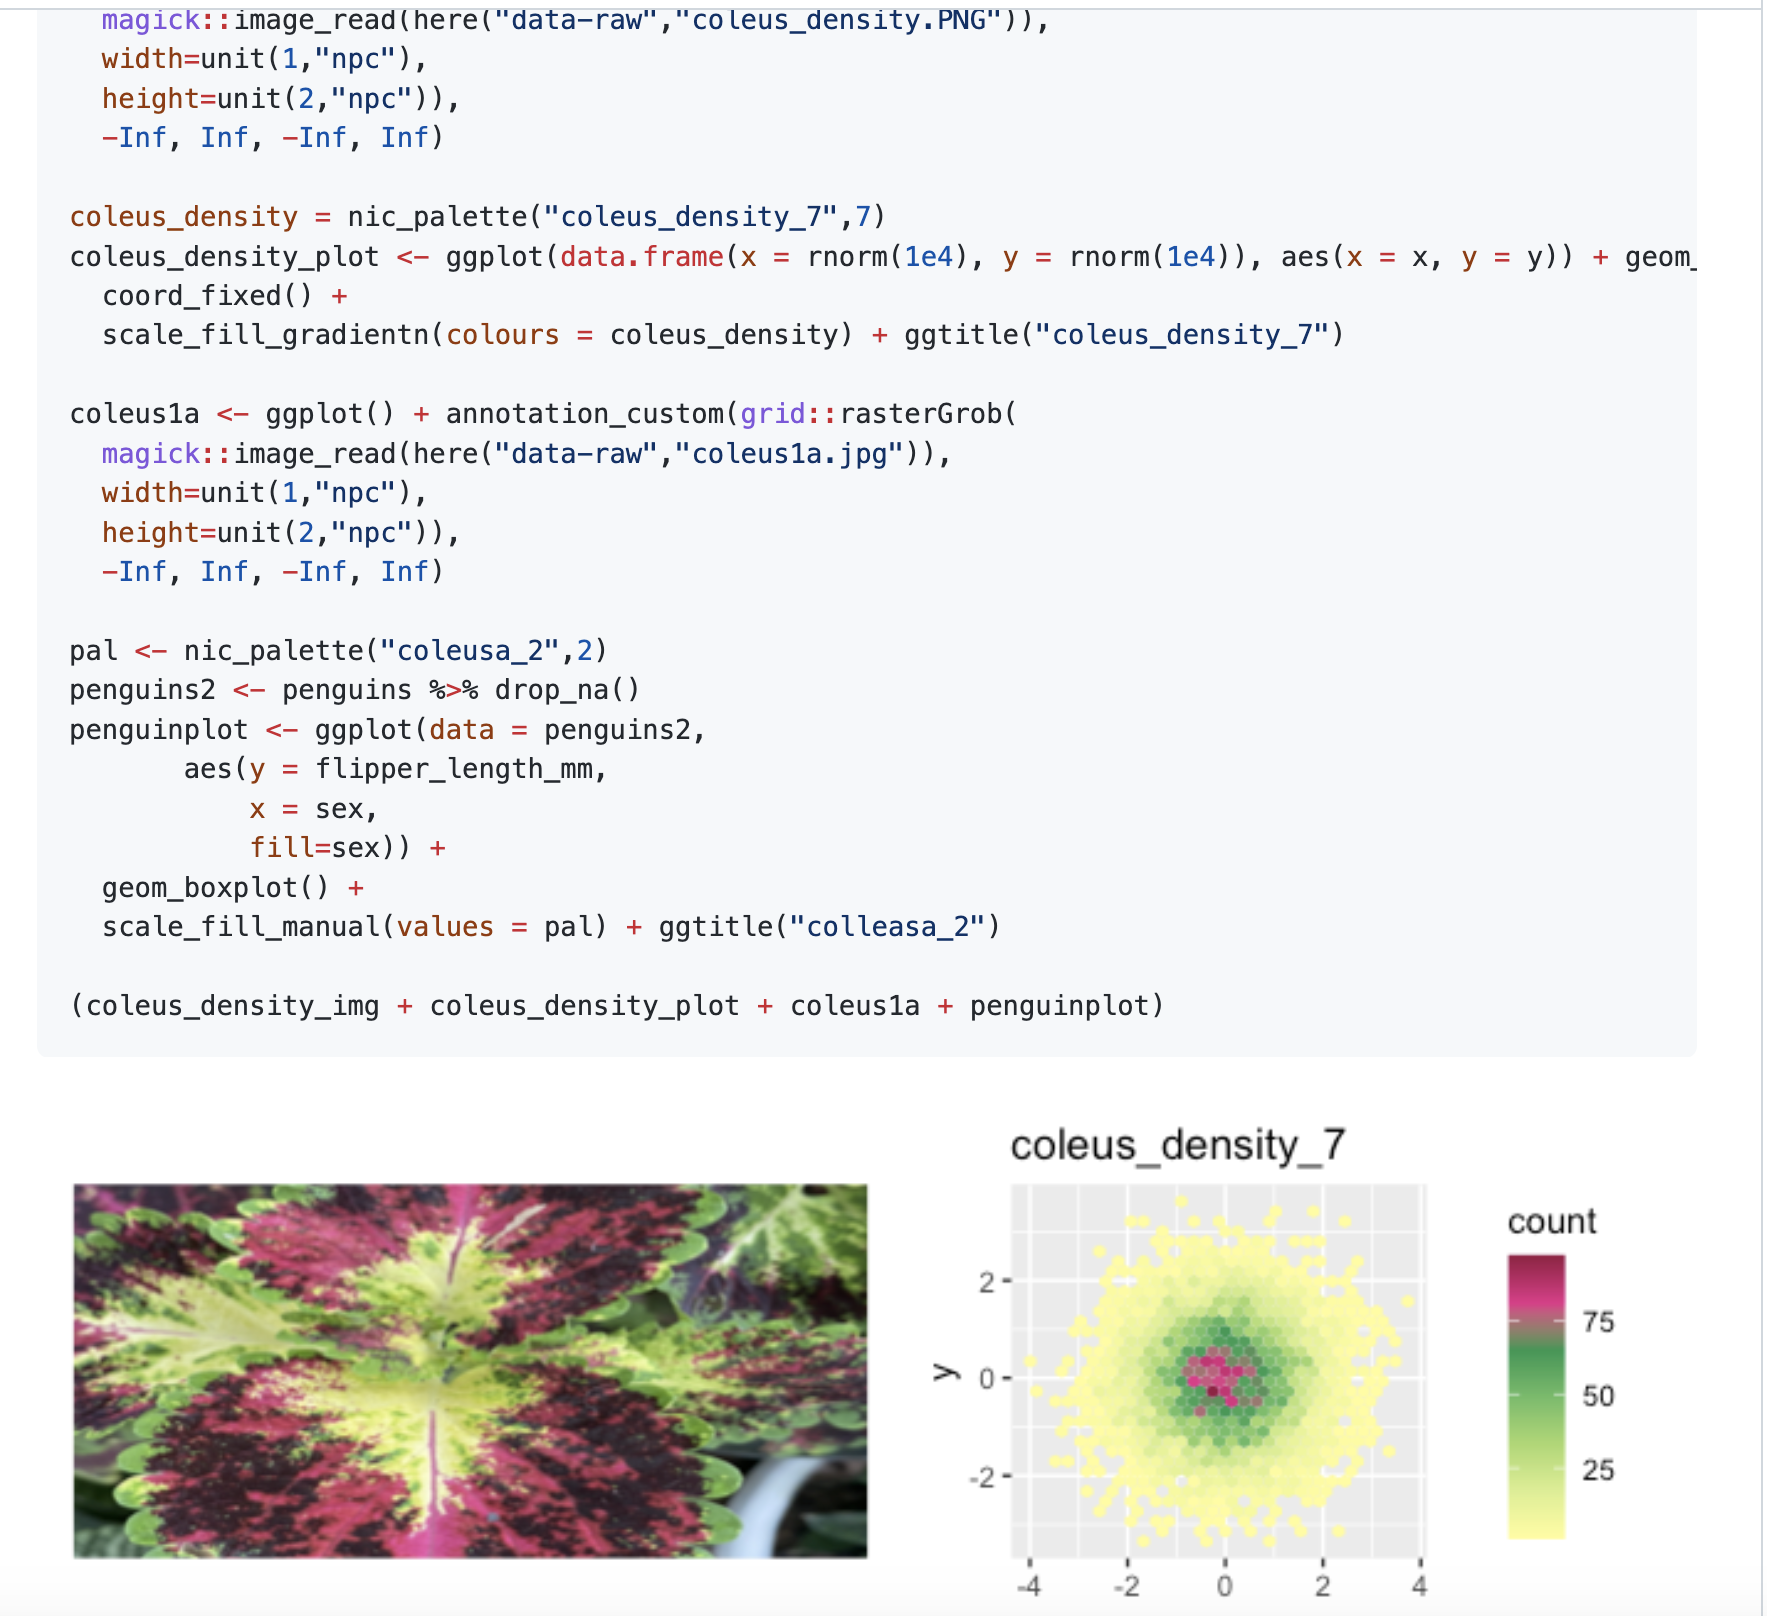 magick::image_read(here("data-raw","coleus_density.PNG")),
  width=unit(1,"npc"),
  height=unit(2,"npc")),
  -Inf, Inf, -Inf, Inf)
coleus_density = nic_palette("coleus_density_7",7)
coleus_density_plot <- ggplot(data.frame(x = rnorm(1e4), y = rnorm(1e4)), aes(x = x, y = y)) + geom_
  coord_fixed() +
  scale_fill_gradientn(colours = coleus_density) + ggtitle("coleus_density_7")
coleus1a <- ggplot() + annotation_custom(grid::rasterGrob(
  magick::image_read(here("data-raw","coleus1a.jpg")),
  width=unit(1,"npc"),
  height=unit(2,"npc")),
  -Inf, Inf, -Inf, Inf)
pal <- nic_palette("coleusa_2",2)
penguins2 <- penguins %>% drop_na()
penguinplot <- ggplot(data = penguins2,
       aes(y = flipper_length_mm,
           x = sex,
           fill=sex)) +
  geom_boxplot() +
  scale_fill_manual(values = pal) + ggtitle("colleasa_2")
(coleus_density_img + coleus_density_plot + coleus1a + penguinplot)
coleus_density_7
count
75
50
25
2
0
-2
y
-4 -2 0 2 4